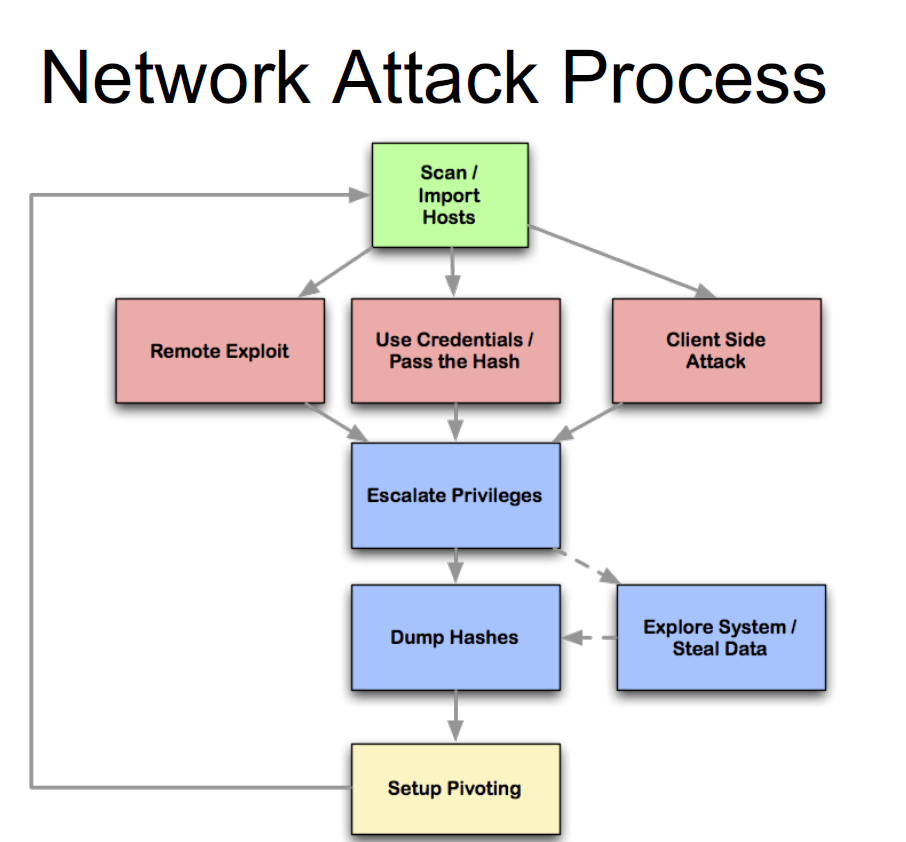 Network Attack Process
Scan /
Import
Hosts
Remote Exploit
Use Credentials /
Pass the Hash
Client Side
Attack
Escalate Privileges
Dump Hashes
Explore System /
Steal Data
Setup Pivoting